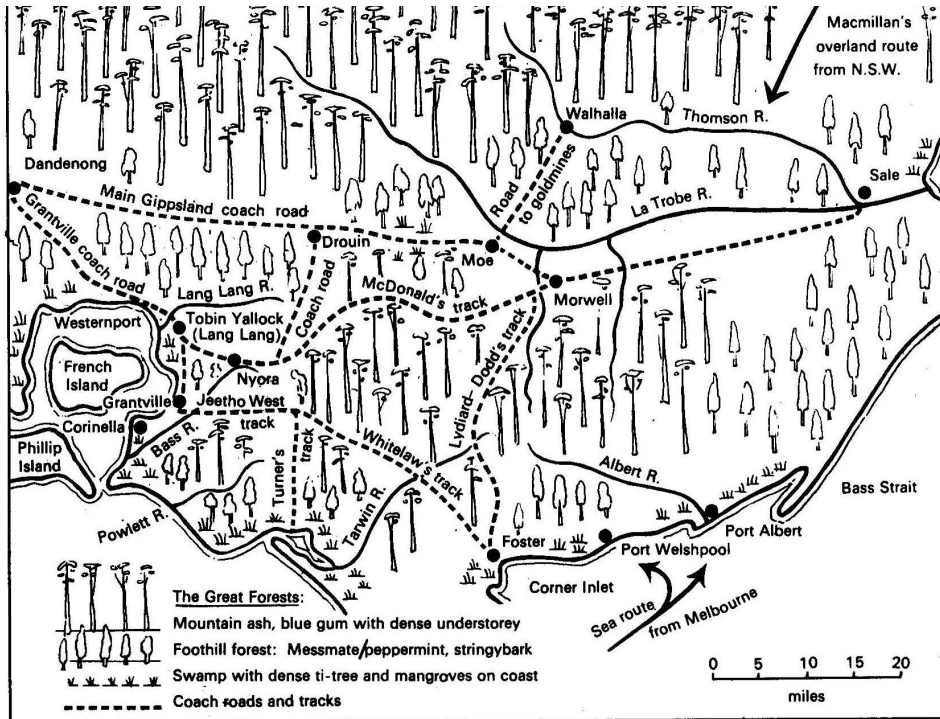 Macmillan's
overland route
from N.S.W.
Walhalla
Thomson R.
Dandenong
Sale
Main Gippsland coach road
Road
to goldmines
La Trobe R.
Grantville
coach road
Drouin
Moe
Lang Lang R.
Coach road
McDonald's
track
Morwell
Westernport
Tobin Yallock
(Lang Lang)
French
Island
Nyora
Lydiard Dodd's track
Grantville
Jeetho West
track
Corinella
Bass R.
Turner's
track
Whitelaw's track
Albert R.
Phillip
Island
Bass Strait
Powlett R.
Tarwin R.
Port Albert
Foster
Port Welshpool
Corner Inlet
Sea route
from Melbourne
The Great Forests:
Mountain ash, blue gum with dense understorey
Foothill forest: Messmate/peppermint, stringybark
Swamp with dense ti-tree and mangroves on coast
Coach roads and tracks
0 5 10 15 20
miles